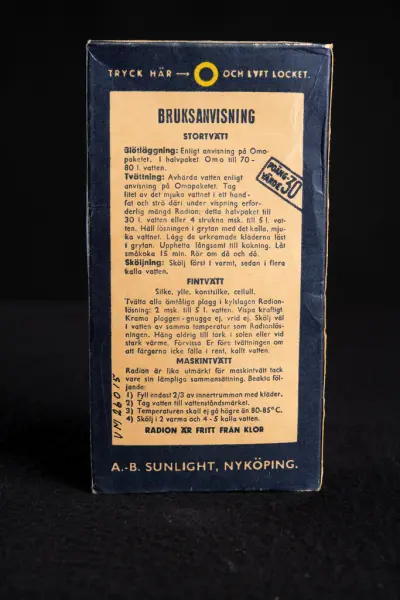 TRYCK HÄR → OCH LYFT LOCKET.
BRUKSANVISNING
STORTVÄTT
Blötläggning: Enligt anvisning på Omo-
paketet. 1 halvpaket Omo till 70-
80 l. vatten.
Tvättning: Avhärda vatten enligt
anvisning på Omopaketet. Tag
litet av det mjuka vattnet i ett hand-
fat och strö däri under vispning erfor-
derlig mängd Radion; detta halvpaket till
30 l. vatten eller 4 strukna msk. till 5 l. vat-
ten. Häll lösningen i grytan med det kalla, mju-
ka vattnet. Lägg de urkramade kläderna löst
i grytan. Upphetta långsamt till kokning. Låt
småkoka 15 min. Rör om då och då.
Sköljning: Skölj först i varmt, sedan i flera
kalla vatten.
POÄNG-
VÄRDE
30
FINTVÄTT
Silke, ylle, konstsilke, cellull.
Tvätta alla ömtåliga plagg i kylslagen Radion-
lösning: 2 msk. till 5 l. vatten. Vispa kraftigt
Krama plaggen - gnugga ej, vrid ej. Skölj väl
i vatten av samma temperatur som Radionlös-
ningen. Häng aldrig till tork i solen eller vid
stark värme. Förvissa Er före tvättningen om
att färgerna icke fälla i rent, kallt vatten.
MASKINTVÄTT
Radion är lika utmärkt för maskintvätt tack
vare sin lämpliga sammansättning. Beakta föl-
jande:
1) Fyll endast 2/3 av innertrumman med kläder.
2) Tag vatten till vattenståndsmärket.
3) Temperaturen skall ej gå högre än 80-85° C.
4) Skölj i 2 varma och 4 - 5 kalla vatten.
RADION ÄR FRITT FRÅN KLOR
VM 26015
A.-B. SUNLIGHT, NYKÖPING.